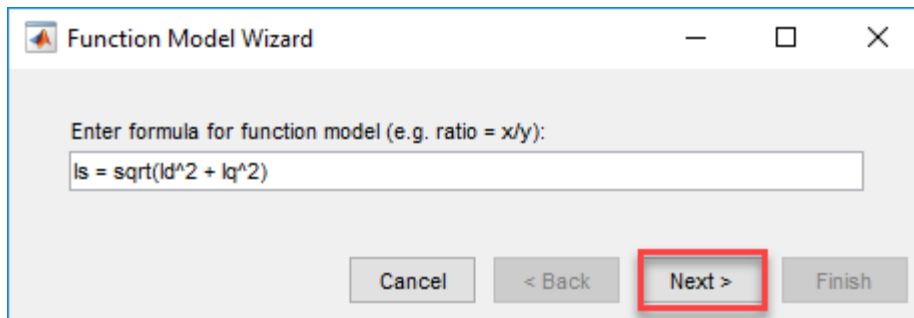 Function Model Wizard
Enter formula for function model (e.g. ratio = x/y):
Is = sqrt(Id^2 + Iq^2)
Cancel < Back Next > Finish